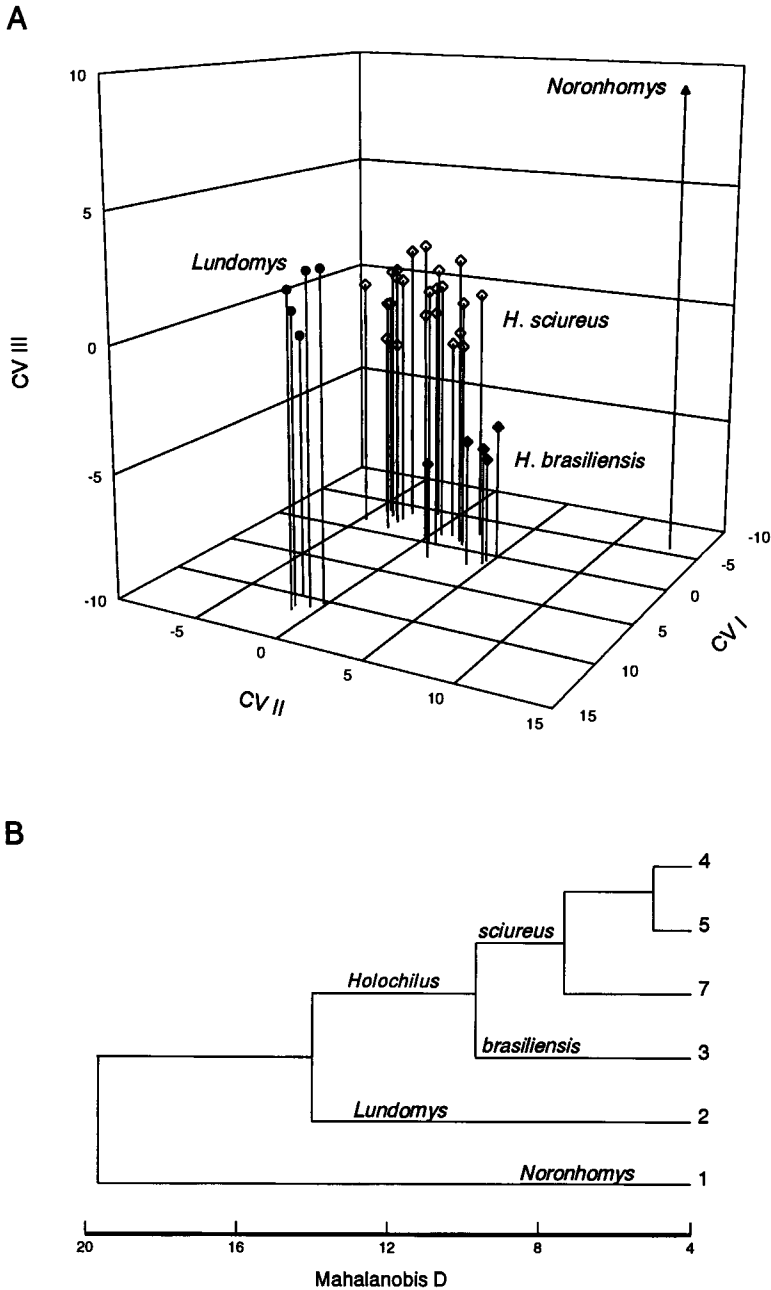 A
10
Noronhomys
5
Lundomys
0
CV III
H. sciureus
-5
H. brasiliensis
-10
-10
-5
-5
0
0
5
CV I
5
10
CV II
10
15
15
B
4
sciureus
5
Holochilus
7
brasiliensis
3
Lundomys
2
Noronhomys
1
20
16
12
8
4
Mahalanobis D